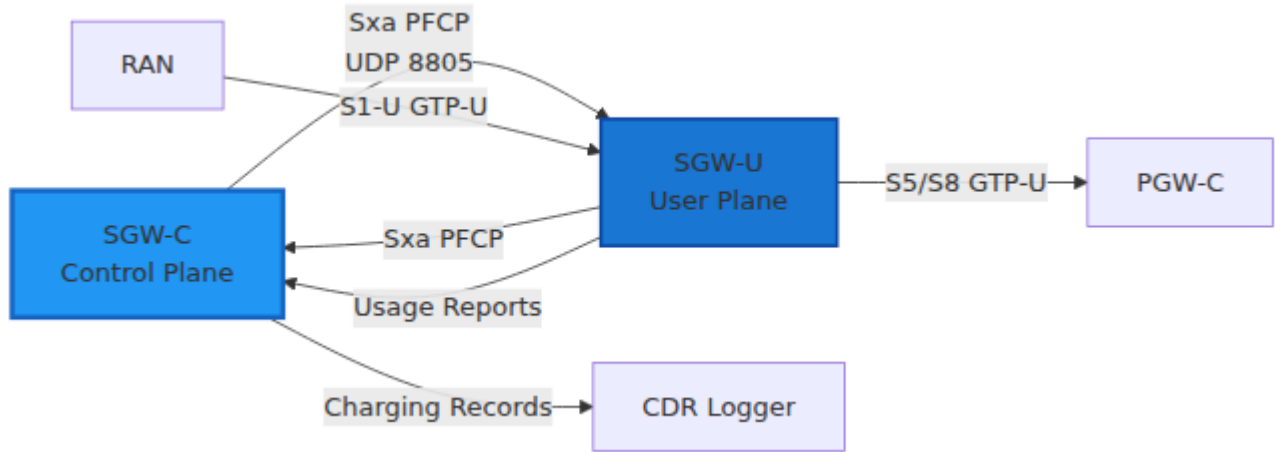 RAN
Sxa PFCP
UDP 8805
S1-U GTP-U
SGW-U
User Plane
S5/S8 GTP-U
PGW-C
SGW-C
Control Plane
Sxa PFCP
Usage Reports
Charging Records
CDR Logger